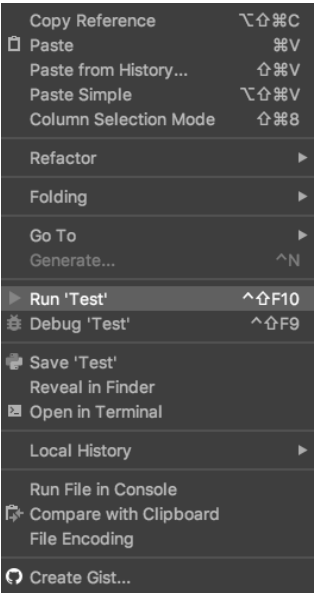 Copy Reference ⌥⇧⌘C
Paste ⌘V
Paste from History... ⇧⌘V
Paste Simple ⌥⇧⌘V
Column Selection Mode ⇧⌘8
Refactor
Folding
Go To
Generate... ^N
Run 'Test' ^⇧F10
Debug 'Test' ^⇧F9
Save 'Test'
Reveal in Finder
Open in Terminal
Local History
Run File in Console
Compare with Clipboard
File Encoding
Create Gist...